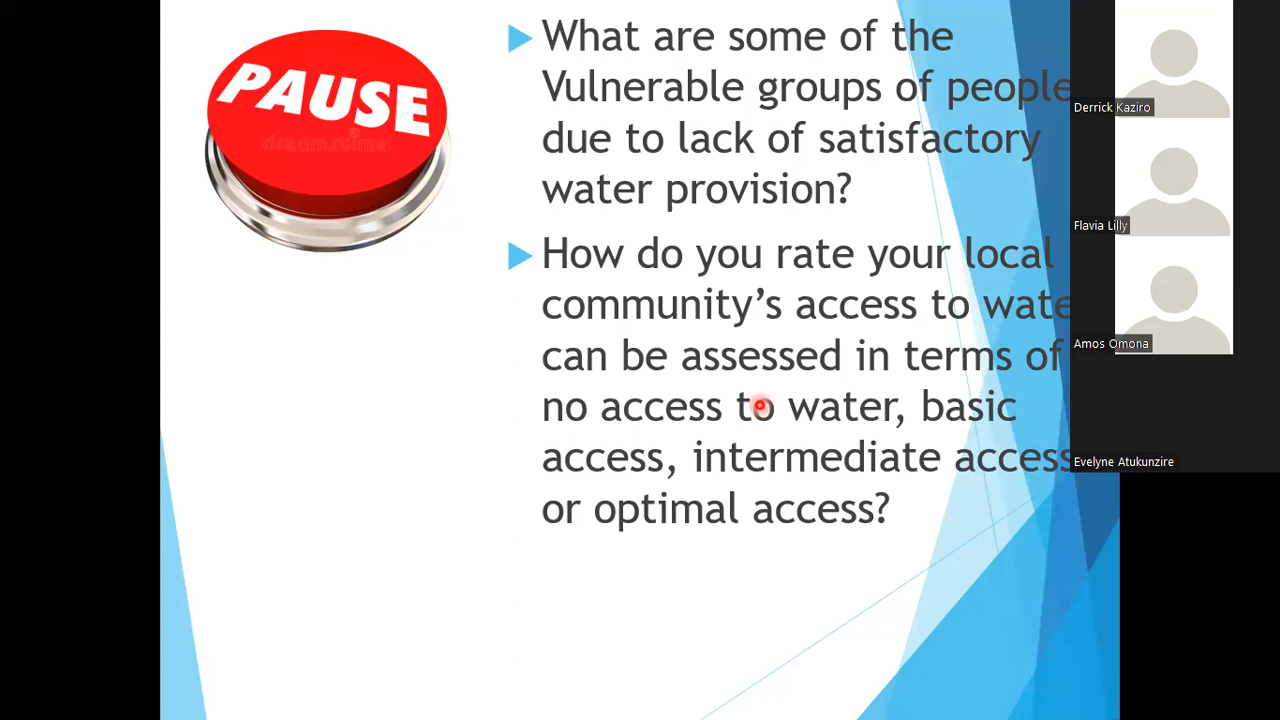 PAUSE
dreamstime.
What are some of the
Vulnerable groups of people
due to lack of satisfactory
water provision?
How do you rate your local
community’s access to wate
can be assessed in terms of
no access to water, basic
access, intermediate access
or optimal access?
Derrick Kaziro
Flavia Lilly
Amos Omona
Evelyne Atukunzire